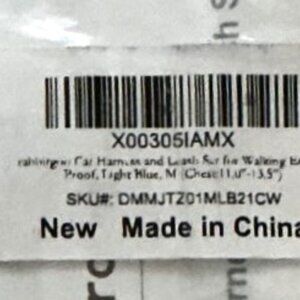 X00305IAMX
Cat Harness and Leash Set for Walking
Proof, Light Blue, M (Chest:11.0"-13.5")
SKU#: DMMJTZ01MLB21CW
New Made in China